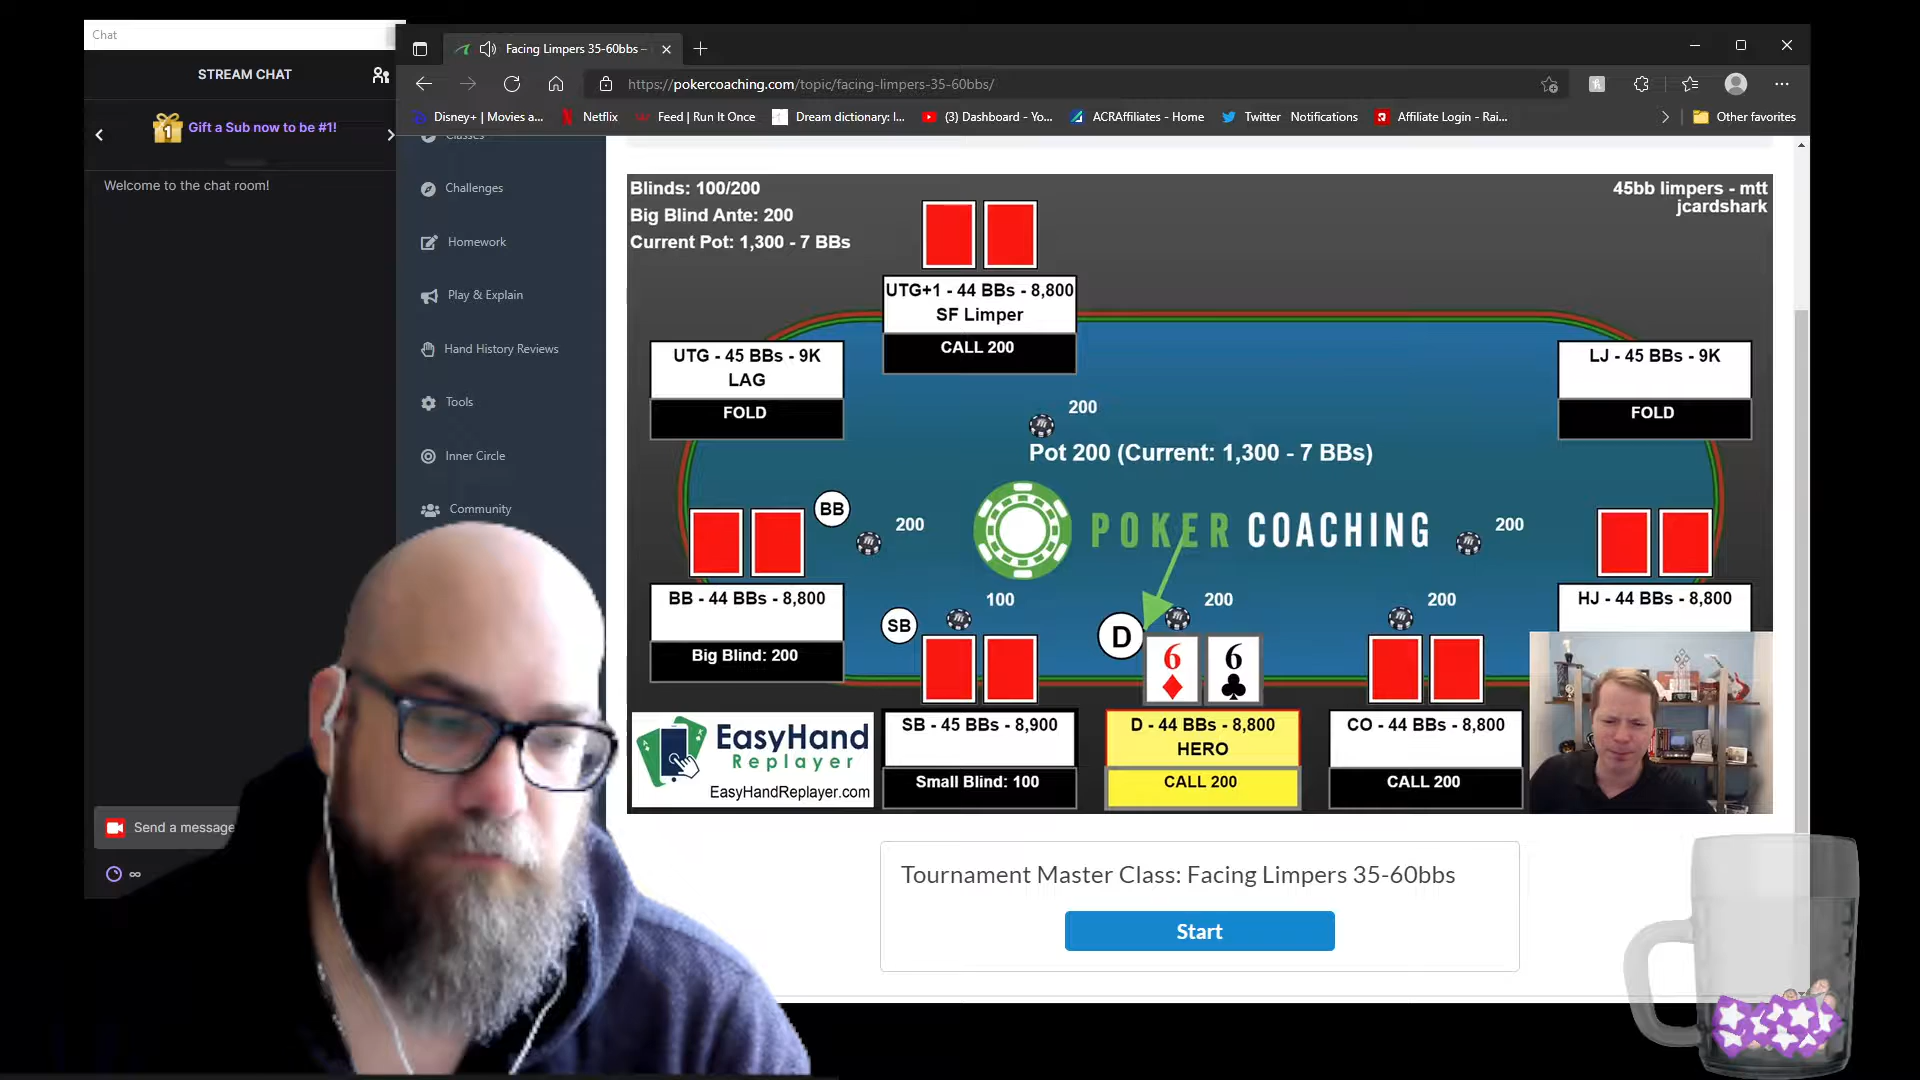 Chat
STREAM CHAT
1
Gift a Sub now to be #1!
Welcome to the chat room!
Send a message
∞
Facing Limpers 35-60bbs –
https://pokercoaching.com/topic/facing-limpers-35-60bbs/
Disney+ | Movies a...
Netflix
Feed | Run It Once
Dream dictionary: I...
(3) Dashboard - Yo...
ACRAffiliates - Home
Twitter
Notifications
Affiliate Login - Rai...
Other favorites
Classes
Challenges
Homework
Play & Explain
Hand History Reviews
Tools
Inner Circle
Community
Blinds: 100/200
Big Blind Ante: 200
Current Pot: 1,300 - 7 BBs
45bb limpers - mtt
jcardshark
UTG+1 - 44 BBs - 8,800
SF Limper
CALL 200
UTG - 45 BBs - 9K
LAG
FOLD
LJ - 45 BBs - 9K
FOLD
200
Pot 200 (Current: 1,300 - 7 BBs)
BB
200
POKER COACHING
200
BB - 44 BBs - 8,800
Big Blind: 200
HJ - 44 BBs - 8,800
SB
100
D
200
200
6
6
EasyHand
Replayer
EasyHandReplayer.com
SB - 45 BBs - 8,900
Small Blind: 100
D - 44 BBs - 8,800
HERO
CALL 200
CO - 44 BBs - 8,800
CALL 200
Tournament Master Class: Facing Limpers 35-60bbs
Start